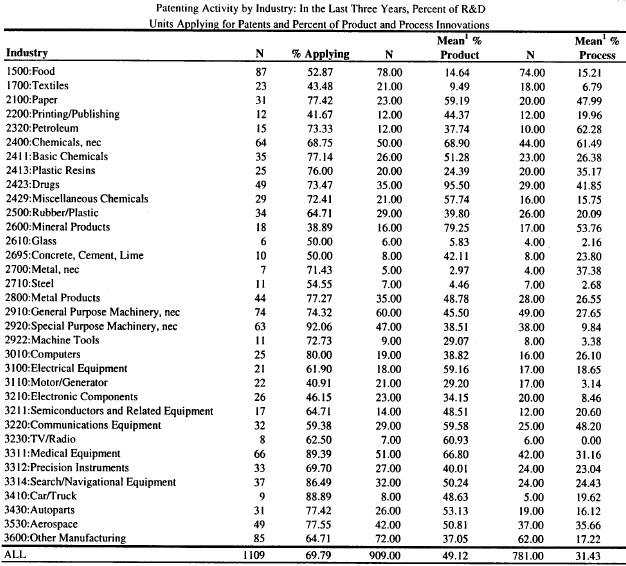 Patenting Activity by Industry: In the Last Three Years, Percent of R&D
Units Applying for Patents and Percent of Product and Process Innovations
Mean¹ % Mean¹ %
Industry N % Applying N Product N Process
1500:Food 87 52.87 78.00 14.64 74.00 15.21
1700:Textiles 23 43.48 21.00 9.49 18.00 6.79
2100:Paper 31 77.42 23.00 59.19 20.00 47.99
2200:Printing/Publishing 12 41.67 12.00 44.37 12.00 19.96
2320:Petroleum 15 73.33 12.00 37.74 10.00 62.28
2400:Chemicals, nec 64 68.75 50.00 68.90 44.00 61.49
2411:Basic Chemicals 35 77.14 26.00 51.28 23.00 26.38
2413:Plastic Resins 25 76.00 20.00 24.39 20.00 35.17
2423:Drugs 49 73.47 35.00 95.50 29.00 41.85
2429:Miscellaneous Chemicals 29 72.41 21.00 57.74 16.00 15.75
2500:Rubber/Plastic 34 64.71 29.00 39.80 26.00 20.09
2600:Mineral Products 18 38.89 16.00 79.25 17.00 53.76
2610:Glass 6 50.00 6.00 5.83 4.00 2.16
2695:Concrete, Cement, Lime 10 50.00 8.00 42.11 8.00 23.80
2700:Metal, nec 7 71.43 5.00 2.97 4.00 37.38
2710:Steel 11 54.55 7.00 4.46 7.00 2.68
2800:Metal Products 44 77.27 35.00 48.78 28.00 26.55
2910:General Purpose Machinery, nec 74 74.32 60.00 45.50 49.00 27.65
2920:Special Purpose Machinery, nec 63 92.06 47.00 38.51 38.00 9.84
2922:Machine Tools 11 72.73 9.00 29.07 8.00 3.38
3010:Computers 25 80.00 19.00 38.82 16.00 26.10
3100:Electrical Equipment 21 61.90 18.00 59.16 17.00 18.65
3110:Motor/Generator 22 40.91 21.00 29.20 17.00 3.14
3210:Electronic Components 26 46.15 23.00 34.15 20.00 8.46
3211:Semiconductors and Related Equipment 17 64.71 14.00 48.51 12.00 20.60
3220:Communications Equipment 32 59.38 29.00 59.58 25.00 48.20
3230:TV/Radio 8 62.50 7.00 60.93 6.00 0.00
3311:Medical Equipment 66 89.39 51.00 66.80 42.00 31.16
3312:Precision Instruments 33 69.70 27.00 40.01 24.00 23.04
3314:Search/Navigational Equipment 37 86.49 32.00 50.24 24.00 24.43
3410:Car/Truck 9 88.89 8.00 48.63 5.00 19.62
3430:Autoparts 31 77.42 26.00 53.13 19.00 16.12
3530:Aerospace 49 77.55 42.00 50.81 37.00 35.66
3600:Other Manufacturing 85 64.71 72.00 37.05 62.00 17.22
ALL 1109 69.79 909.00 49.12 781.00 31.43